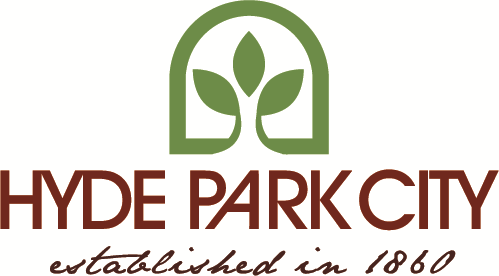 HYDE PARK CITY
established in 1860